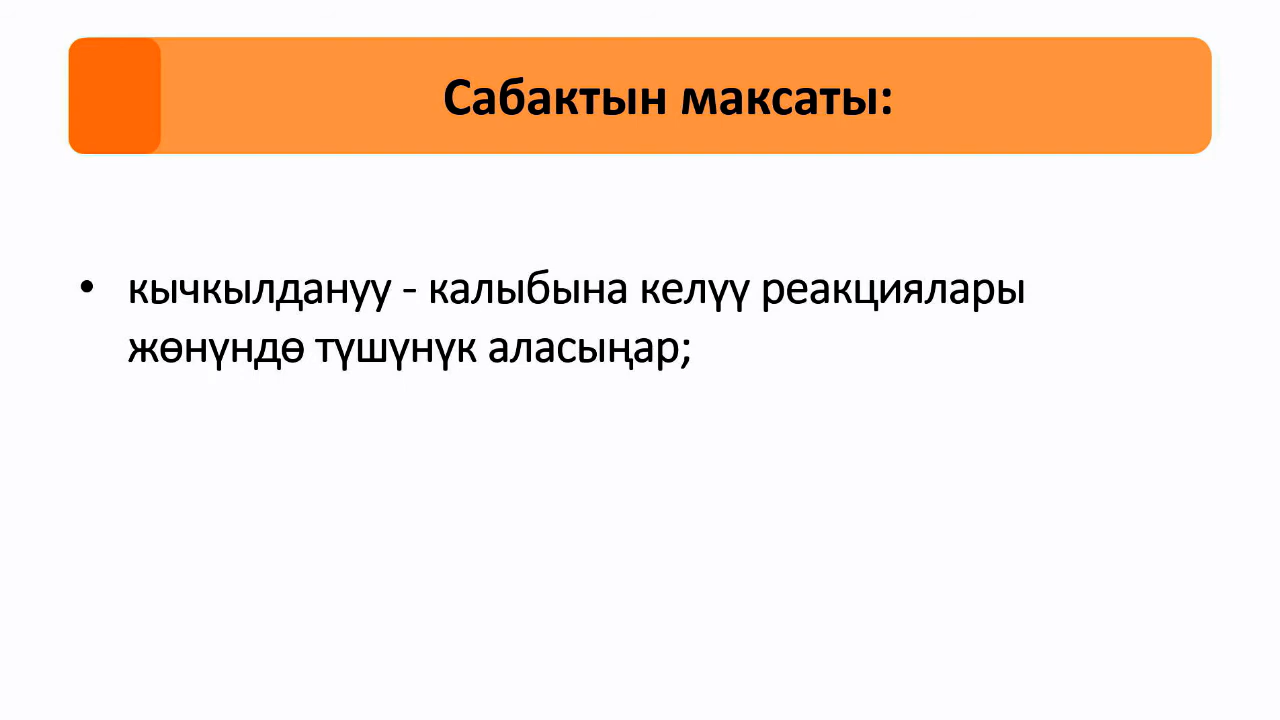 Сабактын максаты:
• кычкылдануу - калыбына келүү реакциялары
жөнүндө түшүнүк аласыңар;